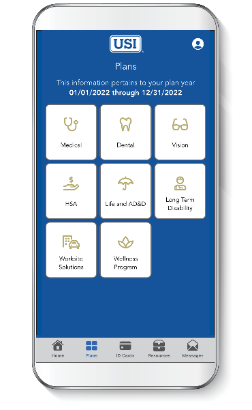 USI
Plans
This information pertains to your plan year
01/01/2022 through 12/31/2022
Medical
Dental
Vision
HSA
Life and AD&D
Long Term
Disability
Worksite
Solutions
Wellness
Program
Home
Plans
ID Cards
Resources
Messages